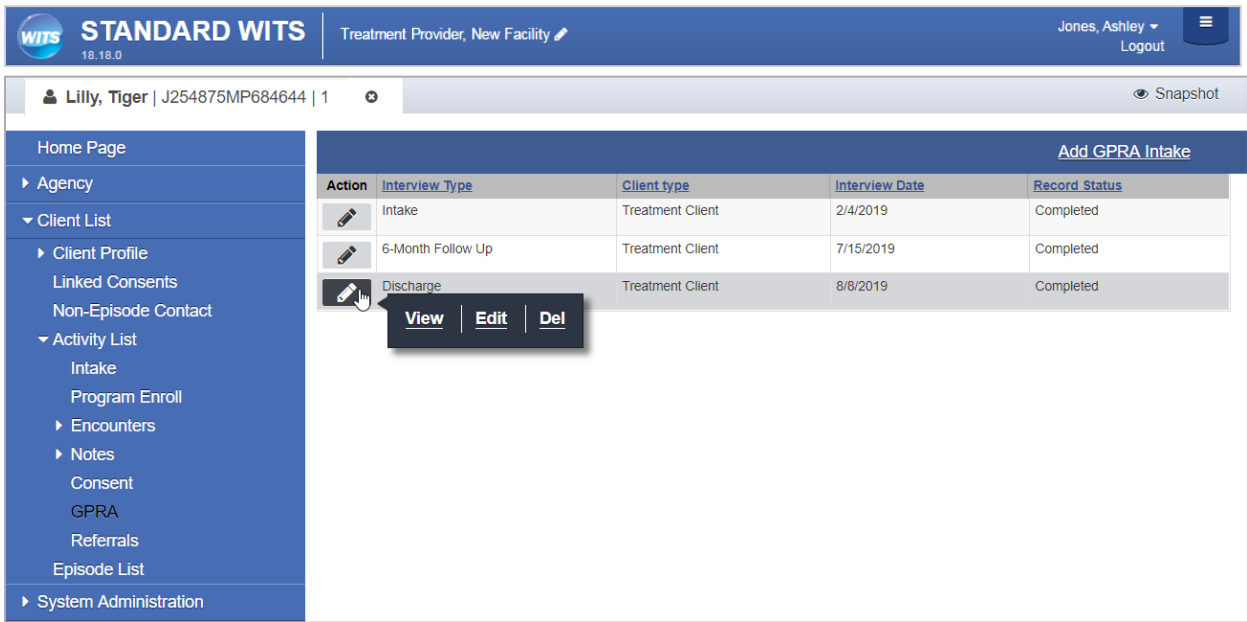 WITS STANDARD WITS
18.18.0
Treatment Provider, New Facility
Jones, Ashley
Logout
Lilly, Tiger | J254875MP684644 | 1
Snapshot
Home Page
Agency
Client List
Client Profile
Linked Consents
Non-Episode Contact
Activity List
Intake
Program Enroll
Encounters
Notes
Consent
GPRA
Referrals
Episode List
System Administration
Add GPRA Intake
Action Interview Type Client type Interview Date Record Status
Intake Treatment Client 2/4/2019 Completed
6-Month Follow Up Treatment Client 7/15/2019 Completed
Discharge Treatment Client 8/8/2019 Completed
View Edit Del